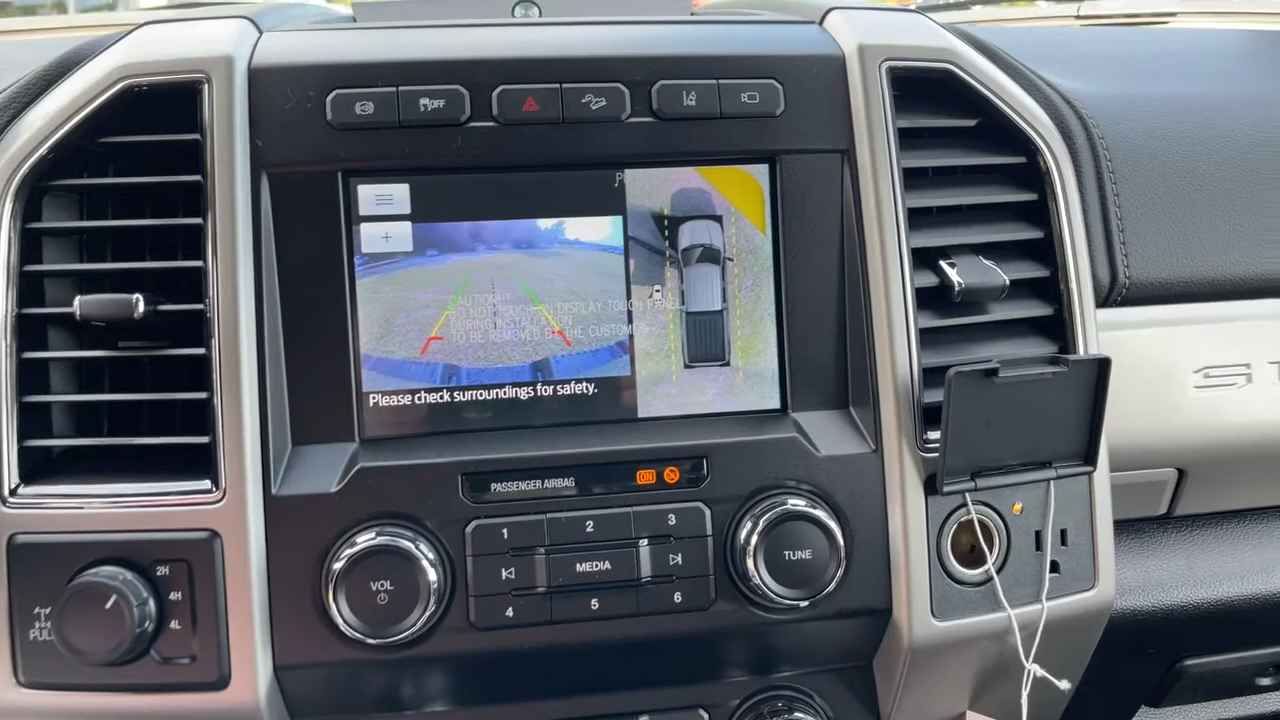 OFF
P
CAUTION!!
DO NOT TOUCH ON DISPLAY TOUCH PANEL
DURING INSTALLATION
TO BE REMOVED BY THE CUSTOME
Please check surroundings for safety.
PASSENGER AIRBAG
ON
1 2 3
VOL
MEDIA
TUNE
4 5 6
2H
4H
4L
PULL